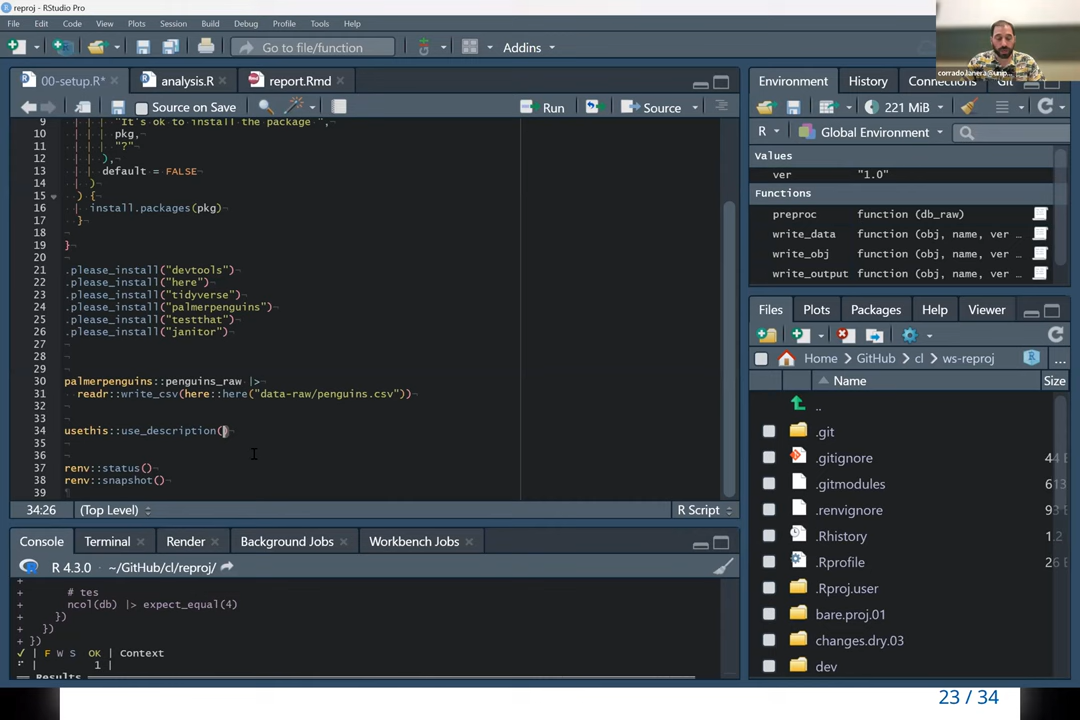 reproj - RStudio Pro
File Edit Code View Plots Session Build Debug Profile Tools Help
Go to file/function Addins
corrado.lanera@unip...
00-setup.R* analysis.R report.Rmd
Source on Save Run Source
9 "It's ok to install the package ",
10 pkg,
11 "?"
12 ),
13 default = FALSE
14 )
15 ) {
16 install.packages(pkg)
17 }
18
19 }
20
21 .please_install("devtools")
22 .please_install("here")
23 .please_install("tidyverse")
24 .please_install("palmerpenguins")
25 .please_install("testthat")
26 .please_install("janitor")
27
28
29
30 palmerpenguins::penguins_raw |>
31 readr::write_csv(here::here("data-raw/penguins.csv"))
32
33
34 usethis::use_description()
35
36
37 renv::status()
38 renv::snapshot()
39
34:26 (Top Level) R Script
Console Terminal Render Background Jobs Workbench Jobs
R 4.3.0 · ~/GitHub/cl/reproj/
+ # tes
+ ncol(db) |> expect_equal(4)
+ })
+ })
+ })
✓ | F W S OK | Context
⠋ | 1 |
══ Results ══
Environment History Connections Git
221 MiB
R Global Environment
Values
ver "1.0"
Functions
preproc function (db_raw)
write_data function (obj, name, ver …
write_obj function (obj, name, ver …
write_output function (obj, name, ver …
Files Plots Packages Help Viewer
Home GitHub cl ws-reproj ...
Name Size
..
.git
.gitignore 44
.gitmodules 613
.renvignore 93
.Rhistory 1.2
.Rprofile 26
.Rproj.user
bare.proj.01
changes.dry.03
dev
23 / 34